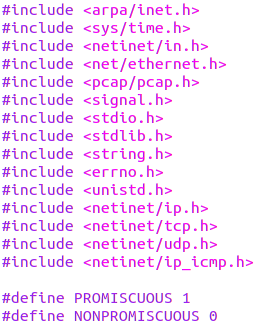 #include <arpa/inet.h>
#include <sys/time.h>
#include <netinet/in.h>
#include <net/ethernet.h>
#include <pcap/pcap.h>
#include <signal.h>
#include <stdio.h>
#include <stdlib.h>
#include <string.h>
#include <errno.h>
#include <unistd.h>
#include <netinet/ip.h>
#include <netinet/tcp.h>
#include <netinet/udp.h>
#include <netinet/ip_icmp.h>
#define PROMISCUOUS 1
#define NONPROMISCUOUS 0